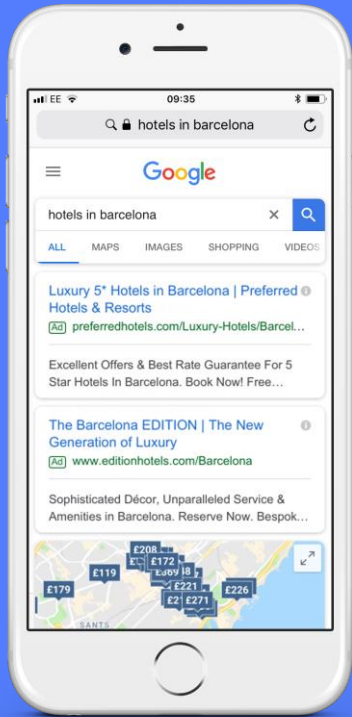 EE 09:35
hotels in barcelona
Google
hotels in barcelona
ALL MAPS IMAGES SHOPPING VIDEOS
Luxury 5* Hotels in Barcelona | Preferred
Hotels & Resorts
Ad preferredhotels.com/Luxury-Hotels/Barcel...
Excellent Offers & Best Rate Guarantee For 5
Star Hotels In Barcelona. Book Now! Free...
The Barcelona EDITION | The New
Generation of Luxury
Ad www.editionhotels.com/Barcelona
Sophisticated Décor, Unparalleled Service &
Amenities in Barcelona. Reserve Now. Bespok...
£208
£172
£119
£179
£221
£226
£271
SANTS